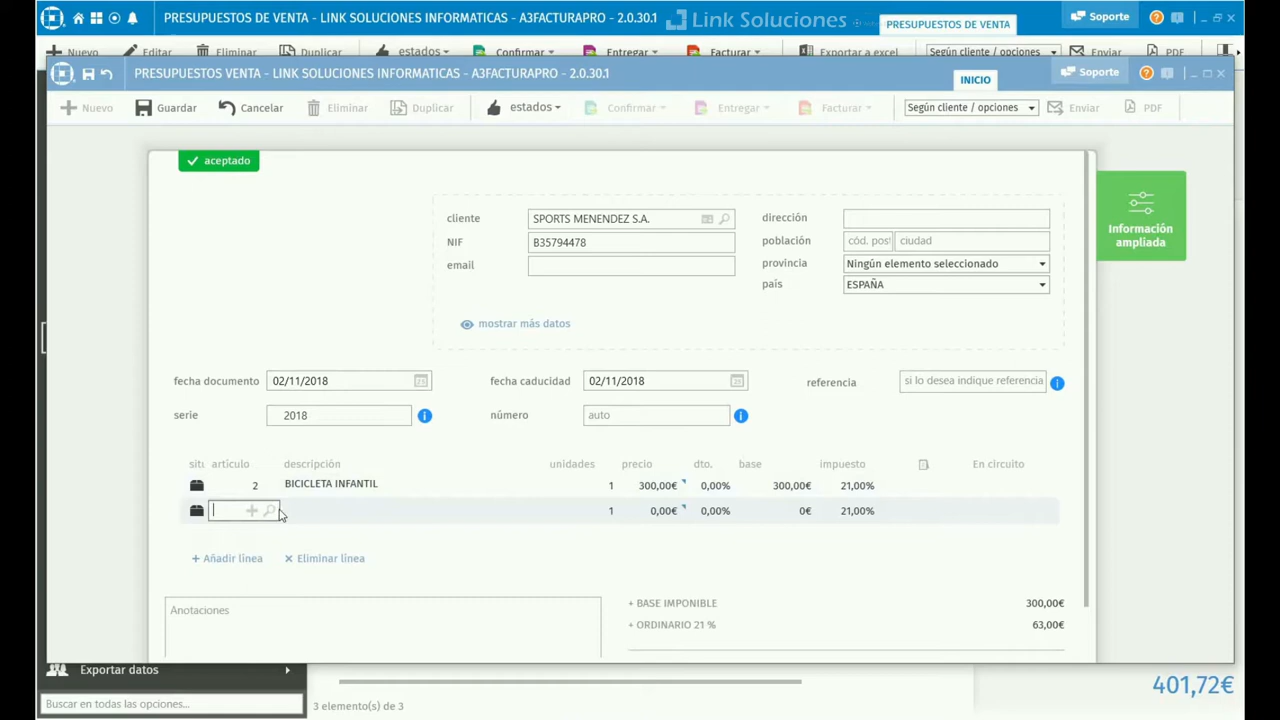 PRESUPUESTOS DE VENTA - LINK SOLUCIONES INFORMATICAS - A3FACTURAPRO - 2.0.30.1
Link Soluciones
PRESUPUESTOS DE VENTA
Soporte
Nuevo Editar Eliminar Duplicar estados Confirmar Entregar Facturar Exportar a excel Según cliente / opciones Enviar PDF
PRESUPUESTOS VENTA - LINK SOLUCIONES INFORMATICAS - A3FACTURAPRO - 2.0.30.1
INICIO
Soporte
Nuevo Guardar Cancelar Eliminar Duplicar estados Confirmar Entregar Facturar Según cliente / opciones Enviar PDF
aceptado
cliente SPORTS MENENDEZ S.A. dirección
NIF B35794478 población cód. post ciudad
email provincia Ningún elemento seleccionado
país ESPAÑA
mostrar más datos
Información
ampliada
fecha documento 02/11/2018 fecha caducidad 02/11/2018 referencia si lo desea indique referencia
serie 2018 número auto
situ artículo descripción unidades precio dto. base impuesto En circuito
2 BICICLETA INFANTIL 1 300,00€ 0,00% 300,00€ 21,00%
1 0,00€ 0,00% 0€ 21,00%
+ Añadir línea × Eliminar línea
Anotaciones
+ BASE IMPONIBLE 300,00€
+ ORDINARIO 21 % 63,00€
Exportar datos
Buscar en todas las opciones...
3 elemento(s) de 3
401,72€